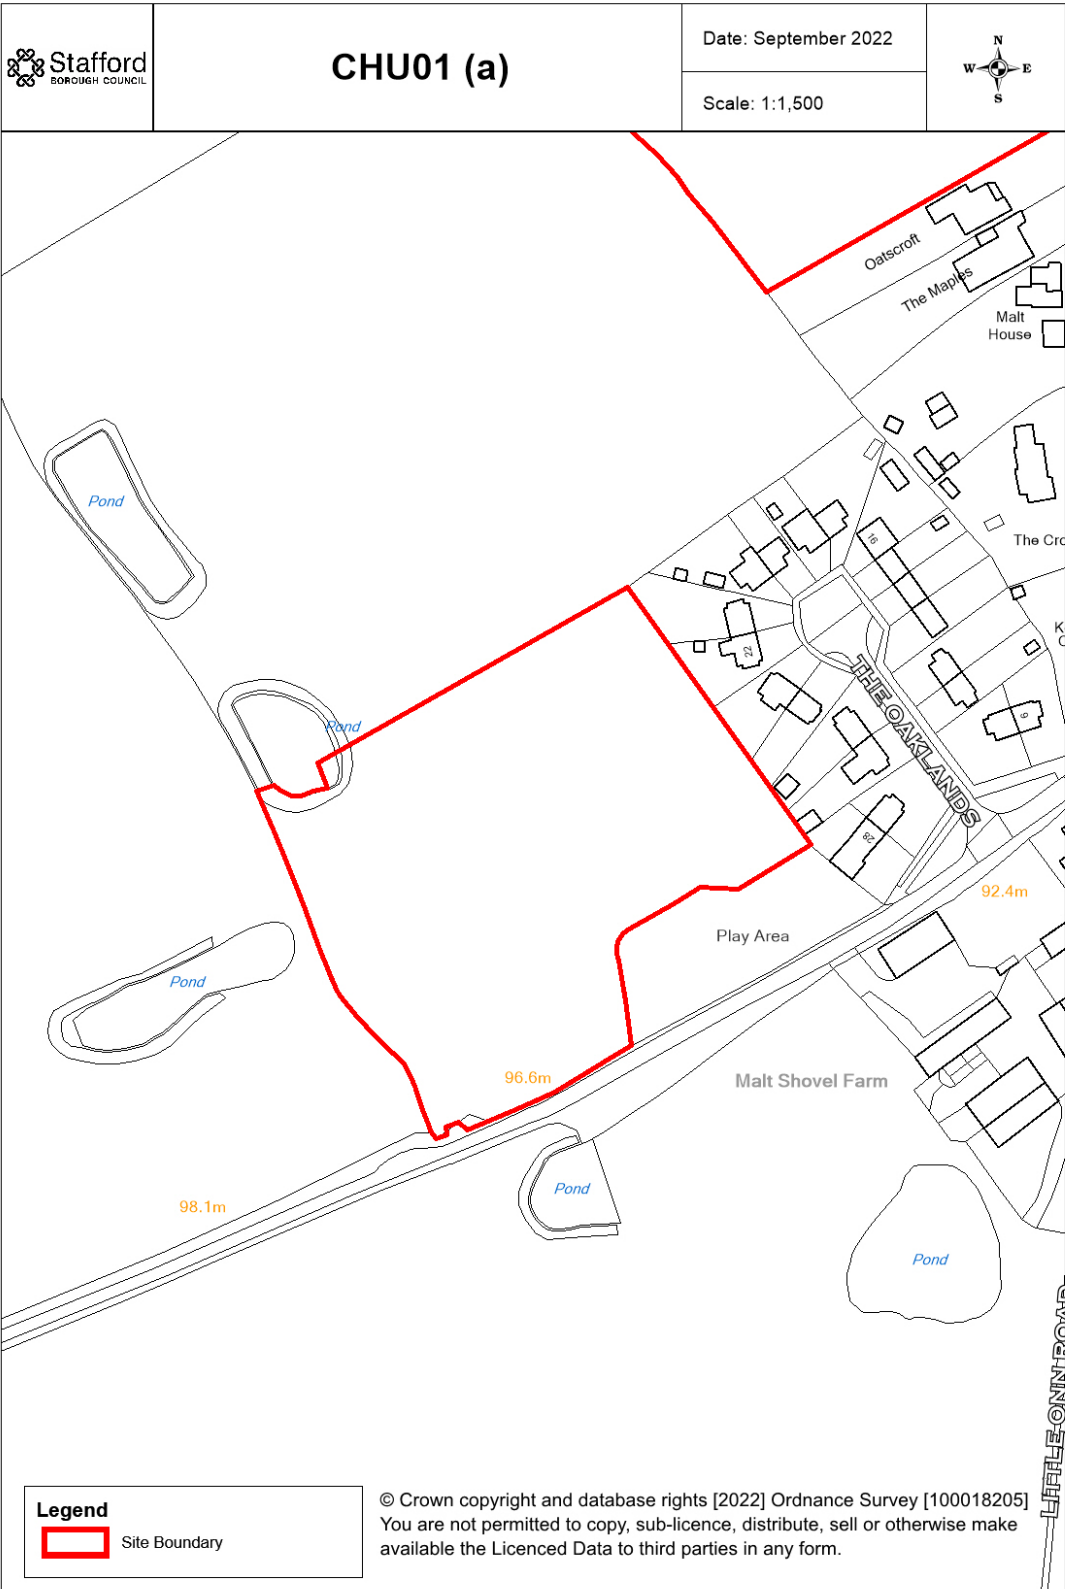 Stafford
BOROUGH COUNCIL
CHU01 (a)
Date: September 2022
Scale: 1:1,500
N
W E
S
Oatscroft
The Maples
Malt
House
Pond
16
The Cro
22
THE OAKLANDS
6
Pond
28
92.4m
Play Area
Pond
96.6m
Malt Shovel Farm
Pond
98.1m
Pond
LITTLE ONN ROAD
Legend
Site Boundary
© Crown copyright and database rights [2022] Ordnance Survey [100018205]
You are not permitted to copy, sub-licence, distribute, sell or otherwise make
available the Licenced Data to third parties in any form.